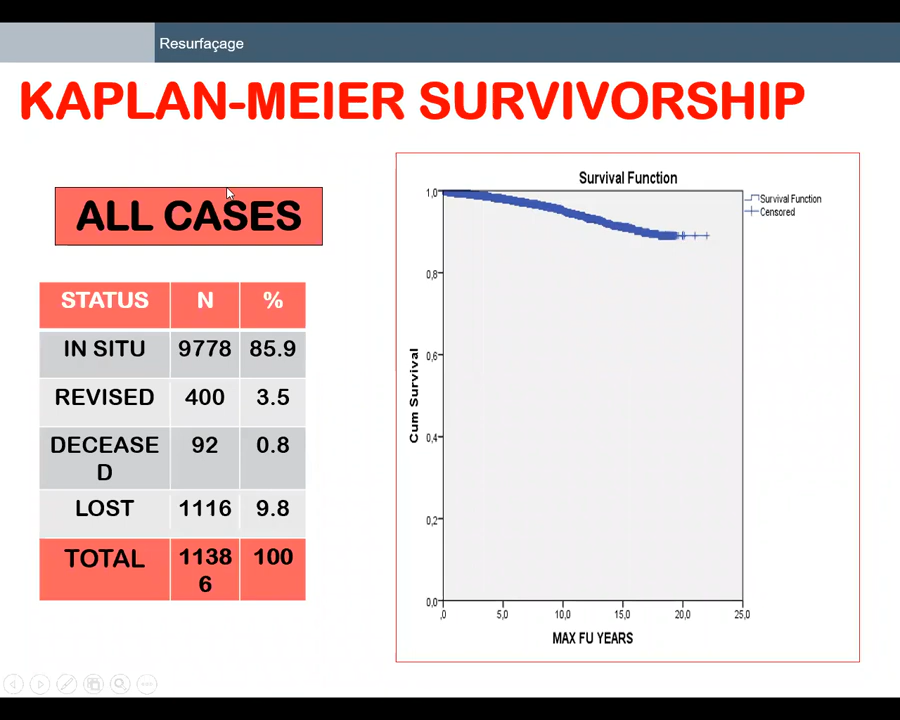 Resurfaçage
KAPLAN-MEIER SURVIVORSHIP
ALL CASES
STATUS N %
IN SITU 9778 85.9
REVISED 400 3.5
DECEASE
D 92 0.8
LOST 1116 9.8
TOTAL 1138
6 100
Survival Function
Survival Function
Censored
Cum Survival
1,0
0,8
0,6
0,4
0,2
0,0
,0 5,0 10,0 15,0 20,0 25,0
MAX FU YEARS